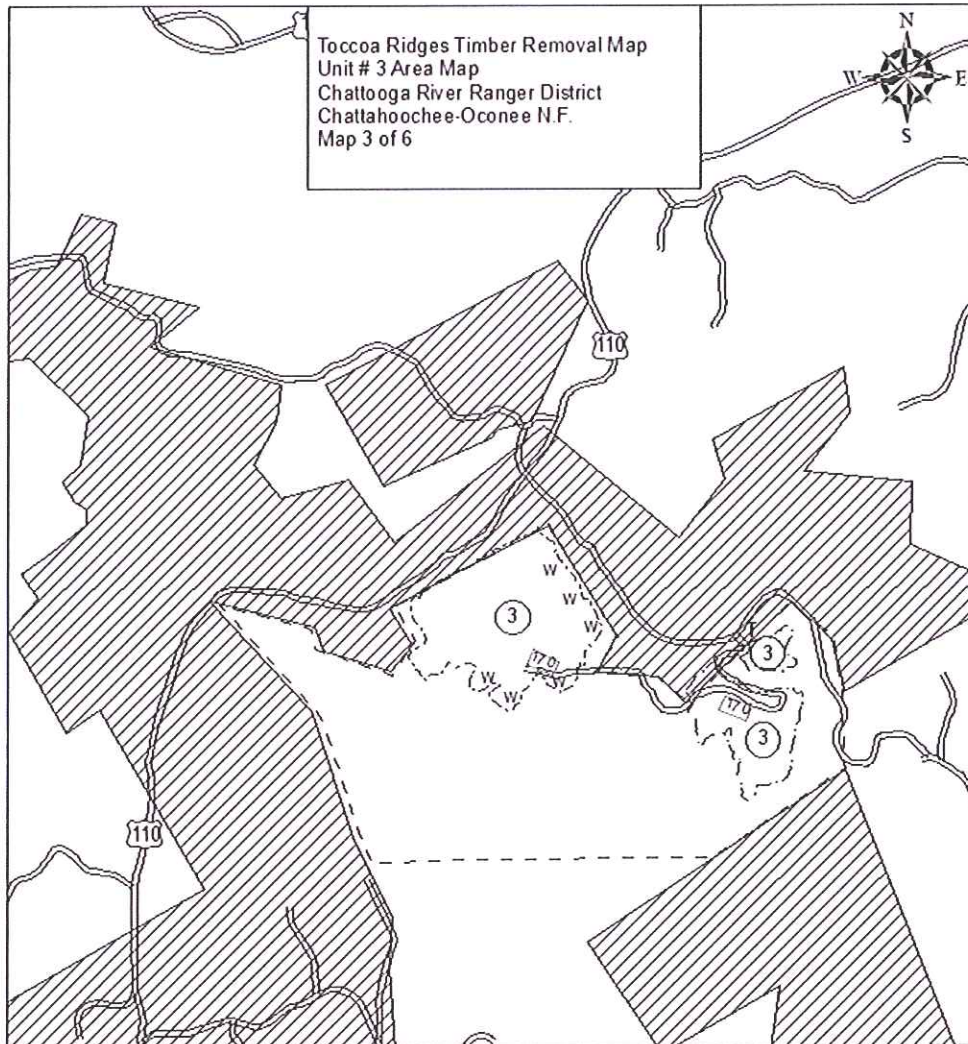 Toccoa Ridges Timber Removal Map
Unit # 3 Area Map
Chattooga River Ranger District
Chattahoochee-Oconee N.F.
Map 3 of 6
N
W E
S
110
W
W
3
W
170
W
W
W
3
170
3
110